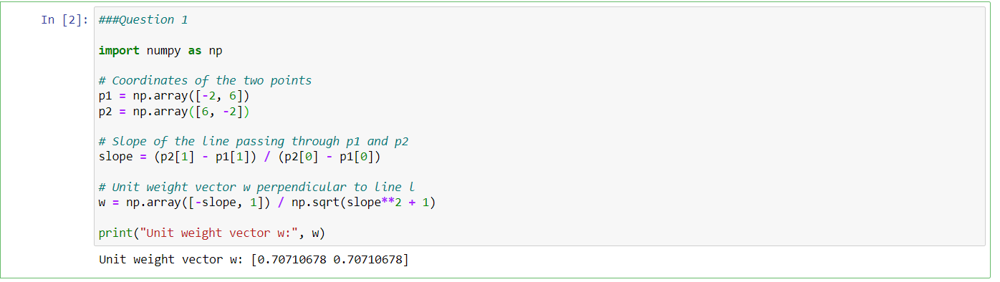 In [2]: ###Question 1
import numpy as np
# Coordinates of the two points
p1 = np.array([-2, 6])
p2 = np.array([6, -2])
# Slope of the line passing through p1 and p2
slope = (p2[1] - p1[1]) / (p2[0] - p1[0])
# Unit weight vector w perpendicular to line l
w = np.array([-slope, 1]) / np.sqrt(slope**2 + 1)
print("Unit weight vector w:", w)
Unit weight vector w: [0.70710678 0.70710678]